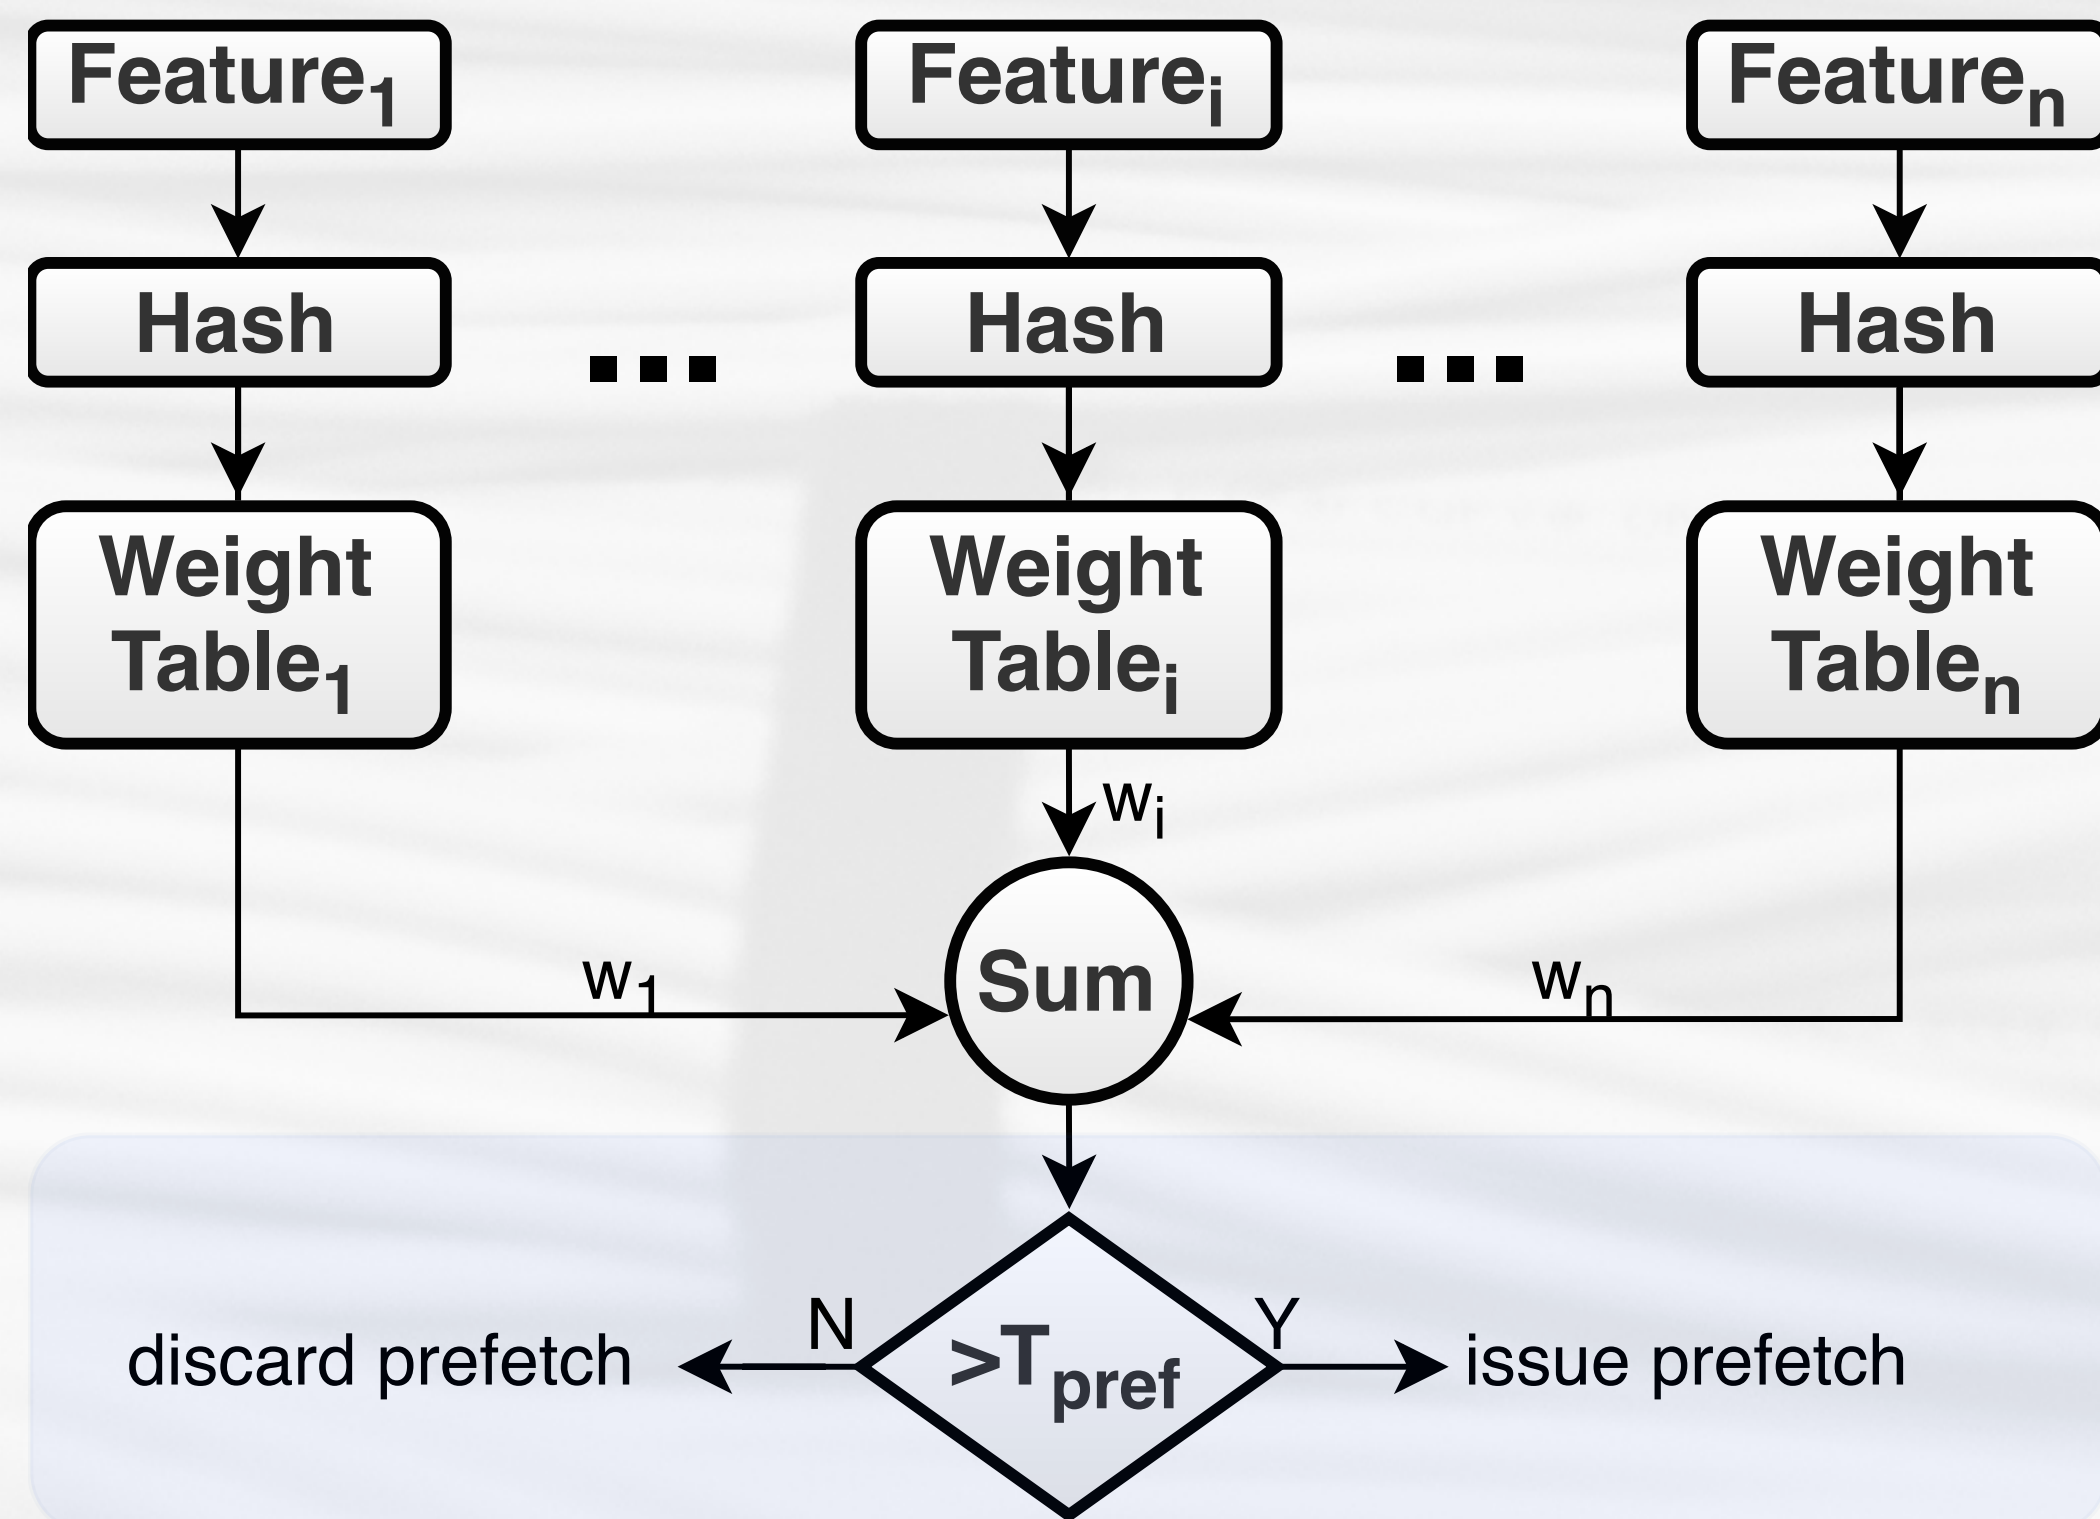 Feature₁
Featureᵢ
Featureₙ
Hash
Hash
Hash
Weight
Table₁
Weight
Tableᵢ
Weight
Tableₙ
wᵢ
w₁
Sum
wₙ
N
Y
discard prefetch
>T_pref
issue prefetch